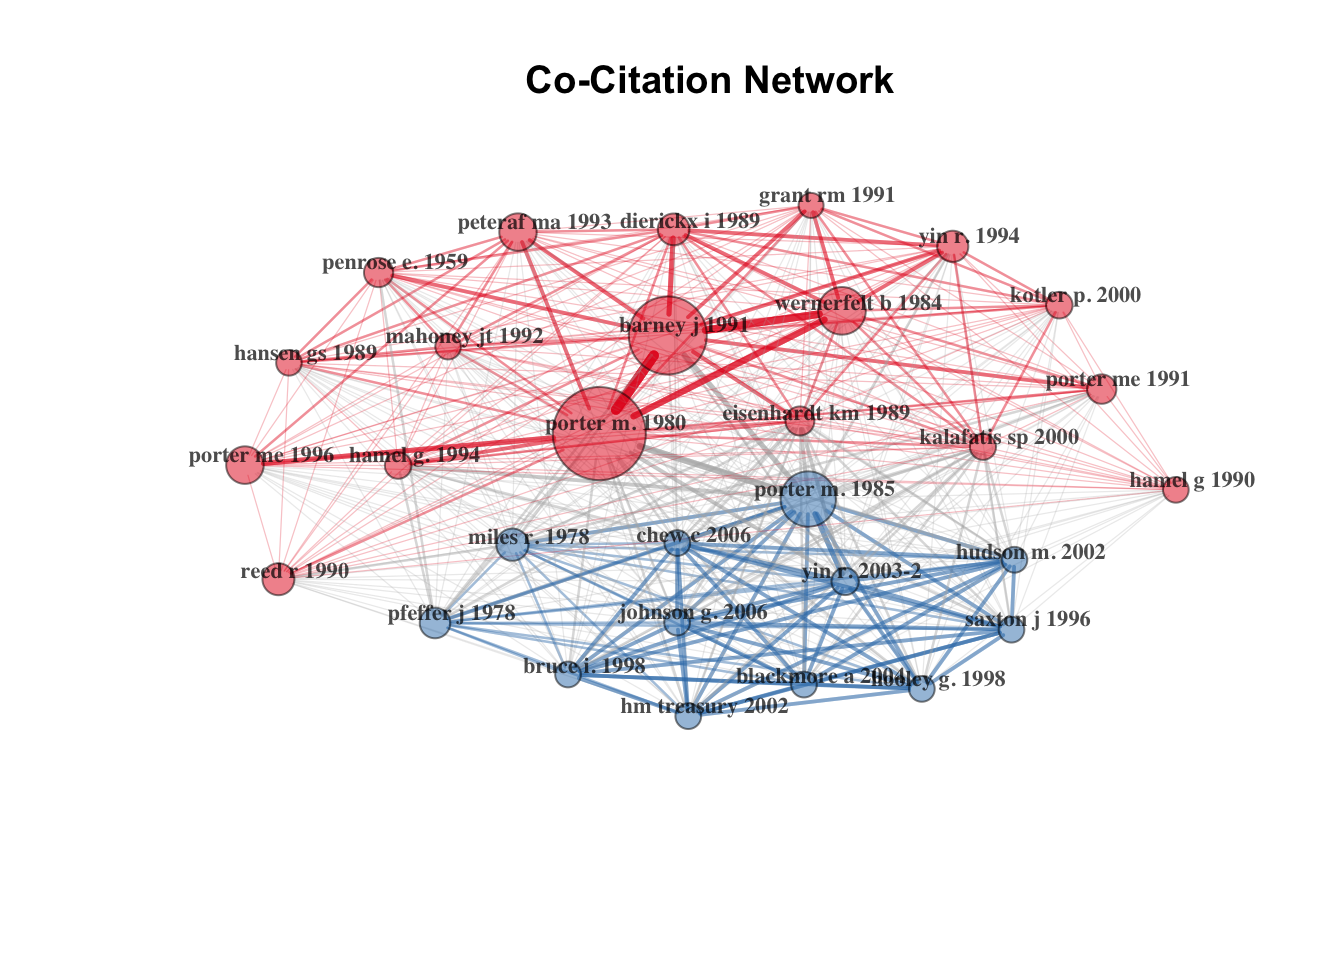 Co-Citation Network
grant rm 1991
peteraf ma 1993
dierickx i 1989
yin r. 1994
penrose e. 1959
kotler p. 2000
wernerfelt b 1984
barney j 1991
mahoney jt 1992
hansen gs 1989
porter me 1991
eisenhardt km 1989
porter m. 1980
kalafatis sp 2000
porter me 1996
hamel g. 1994
hamel g 1990
porter m. 1985
miles r. 1978
chew c 2006
hudson m. 2002
reed r 1990
yin r. 2003-2
pfeffer j 1978
johnson g. 2006
saxton j 1996
bruce i. 1998
blackmore a 2004
hooley g. 1998
hm treasury 2002